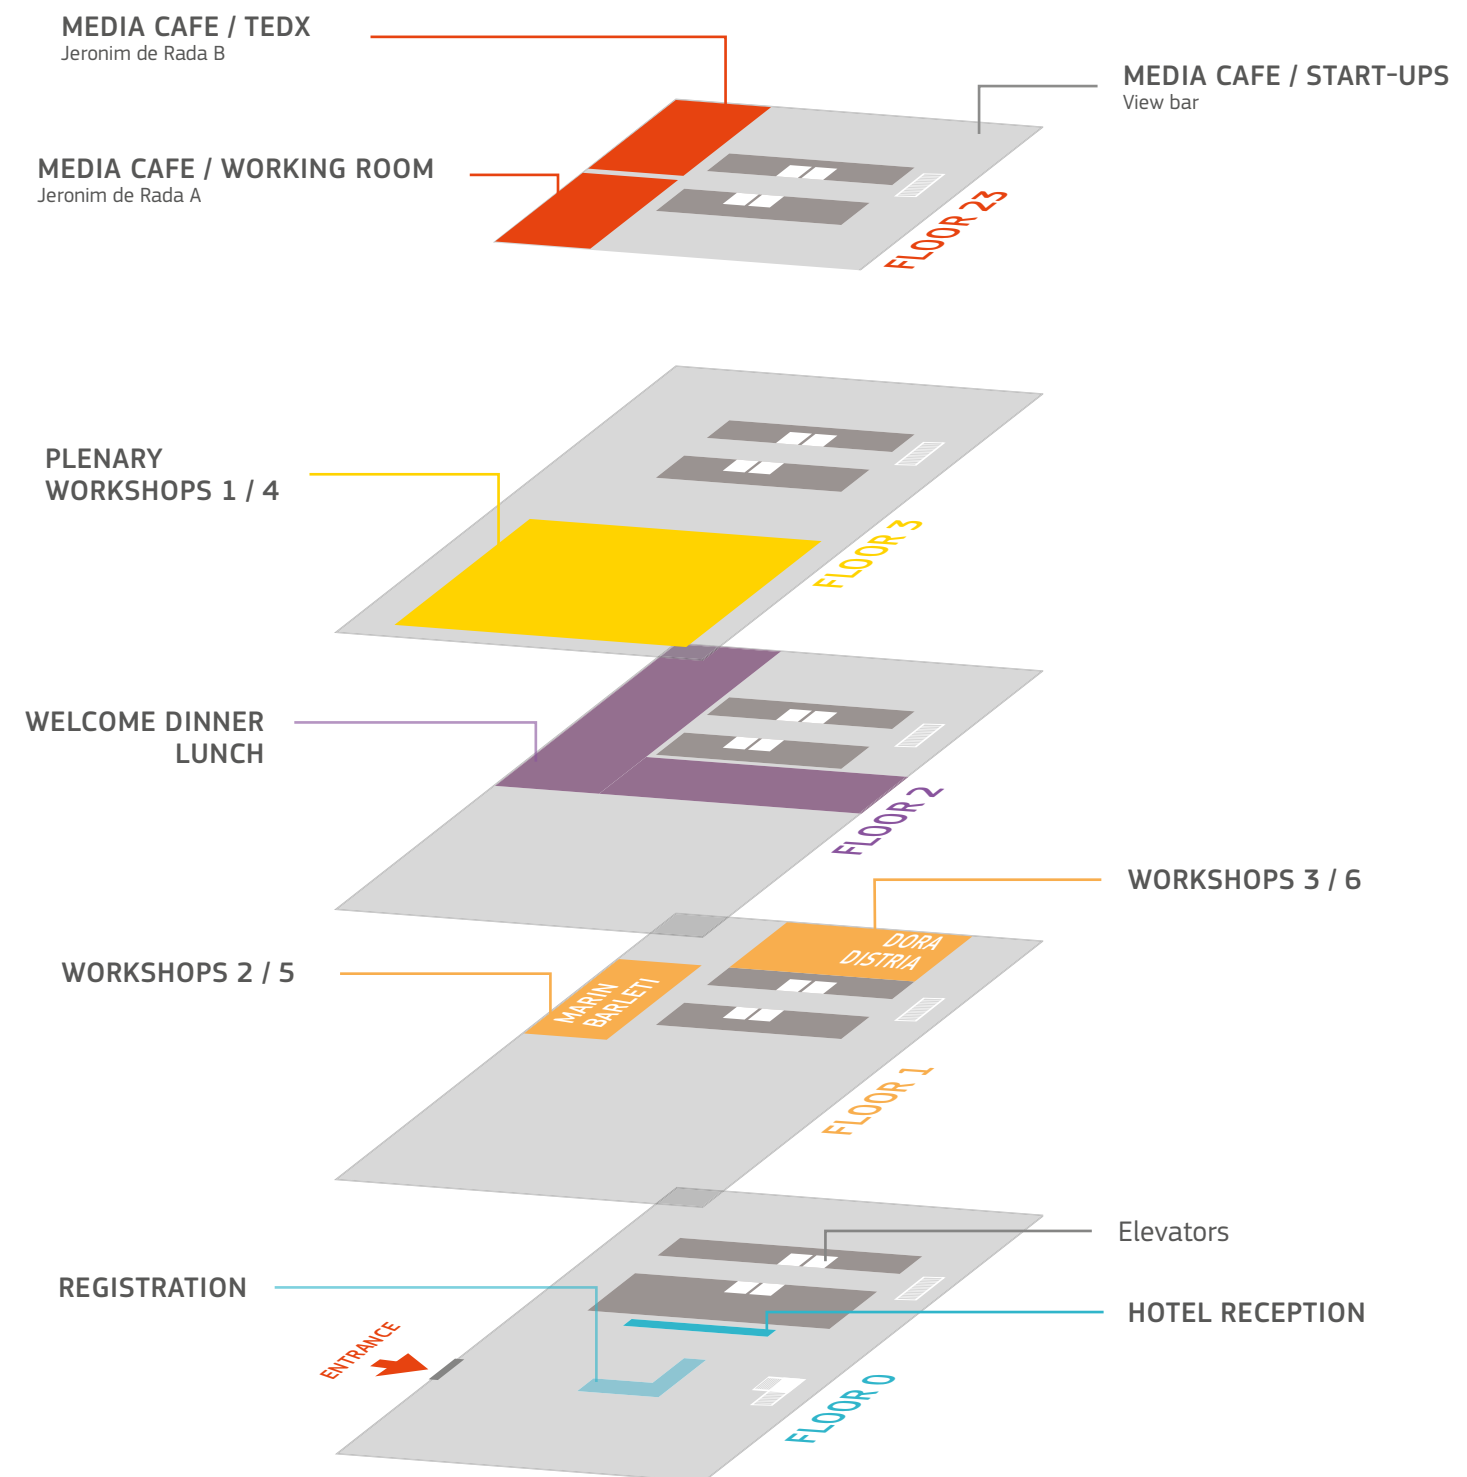 MEDIA CAFE / TEDX
Jeronim de Rada B
MEDIA CAFE / START-UPS
View bar
MEDIA CAFE / WORKING ROOM
Jeronim de Rada A
FLOOR 23
PLENARY
WORKSHOPS 1 / 4
FLOOR 3
WELCOME DINNER
LUNCH
FLOOR 2
WORKSHOPS 3 / 6
DORA
DISTRIA
WORKSHOPS 2 / 5
MARIN
BARLETI
FLOOR 1
Elevators
REGISTRATION
HOTEL RECEPTION
ENTRANCE
FLOOR 0